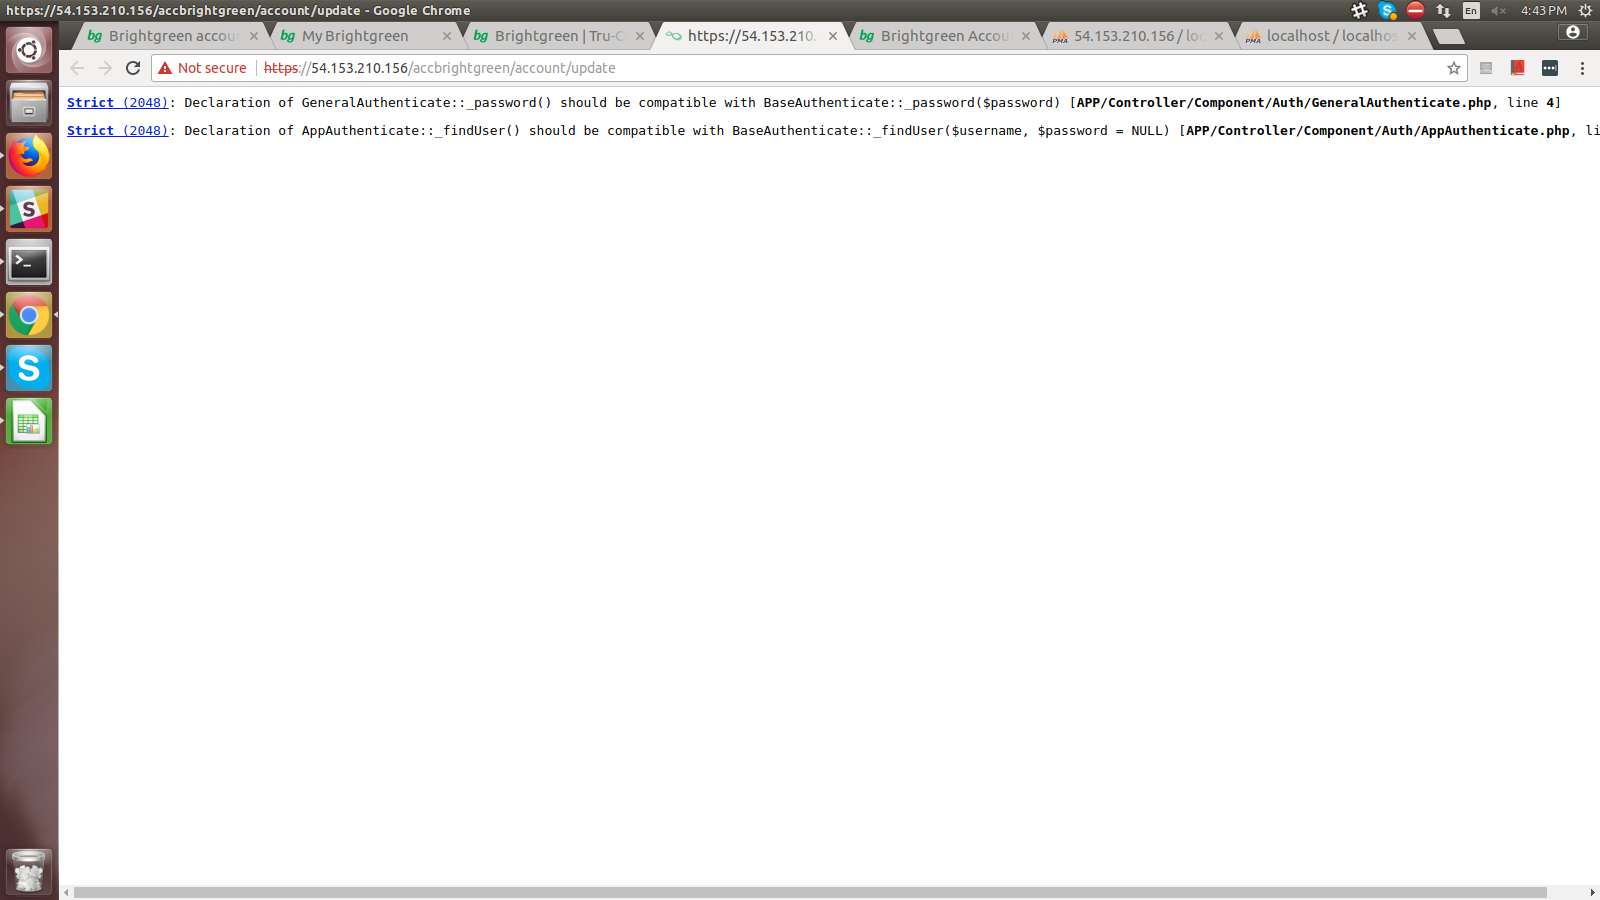 https://54.153.210.156/accbrightgreen/account/update - Google Chrome
En
4:43 PM
bg Brightgreen accou
bg My Brightgreen
bg Brightgreen | Tru-C
https://54.153.210.
bg Brightgreen Accou
PMA 54.153.210.156 / loc
PMA localhost / localhos
Not secure https://54.153.210.156/accbrightgreen/account/update
Strict (2048): Declaration of GeneralAuthenticate::_password() should be compatible with BaseAuthenticate::_password($password) [APP/Controller/Component/Auth/GeneralAuthenticate.php, line 4]
Strict (2048): Declaration of AppAuthenticate::_findUser() should be compatible with BaseAuthenticate::_findUser($username, $password = NULL) [APP/Controller/Component/Auth/AppAuthenticate.php, li